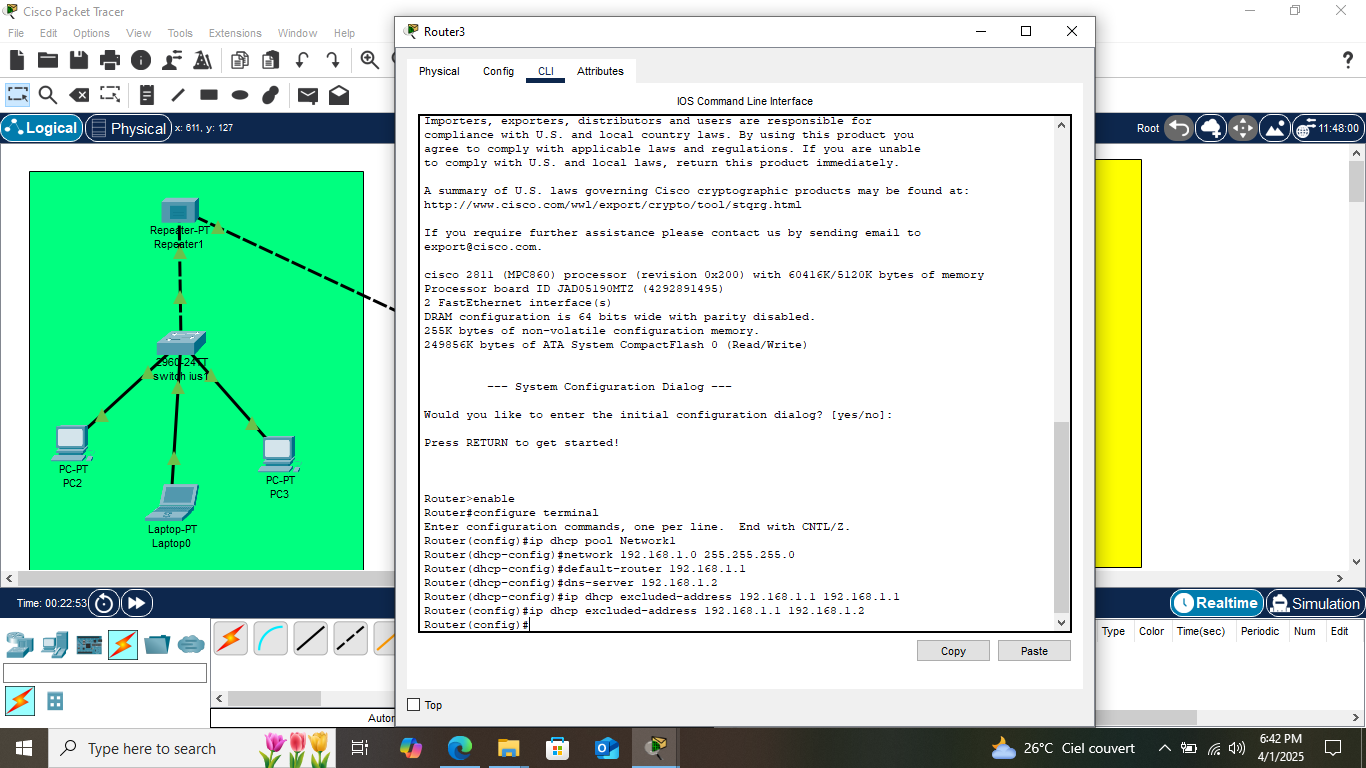 Cisco Packet Tracer
File Edit Options View Tools Extensions Window Help
Logical
Physical
x: 611, y: 127
Root
11:48:00
Repeater-PT
Repeater1
2960-24TT
switch ius1
PC-PT
PC2
PC-PT
PC3
Laptop-PT
Laptop0
Router3
Physical Config CLI Attributes
IOS Command Line Interface
Importers, exporters, distributors and users are responsible for
compliance with U.S. and local country laws. By using this product you
agree to comply with applicable laws and regulations. If you are unable
to comply with U.S. and local laws, return this product immediately.
A summary of U.S. laws governing Cisco cryptographic products may be found at:
http://www.cisco.com/wwl/export/crypto/tool/stqrg.html
If you require further assistance please contact us by sending email to
export@cisco.com.
cisco 2811 (MPC860) processor (revision 0x200) with 60416K/5120K bytes of memory
Processor board ID JAD05190MTZ (4292891495)
2 FastEthernet interface(s)
DRAM configuration is 64 bits wide with parity disabled.
255K bytes of non-volatile configuration memory.
249856K bytes of ATA System CompactFlash 0 (Read/Write)
--- System Configuration Dialog ---
Would you like to enter the initial configuration dialog? [yes/no]:
Press RETURN to get started!
Router>enable
Router#configure terminal
Enter configuration commands, one per line.  End with CNTL/Z.
Router(config)#ip dhcp pool Network1
Router(dhcp-config)#network 192.168.1.0 255.255.255.0
Router(dhcp-config)#default-router 192.168.1.1
Router(dhcp-config)#dns-server 192.168.1.2
Router(dhcp-config)#ip dhcp excluded-address 192.168.1.1 192.168.1.1
Router(config)#ip dhcp excluded-address 192.168.1.1 192.168.1.2
Router(config)#
Copy
Paste
Top
Time: 00:22:53
Realtime
Simulation
Type Color Time(sec) Periodic Num Edit
Autor
Type here to search
26°C Ciel couvert
6:42 PM
4/1/2025